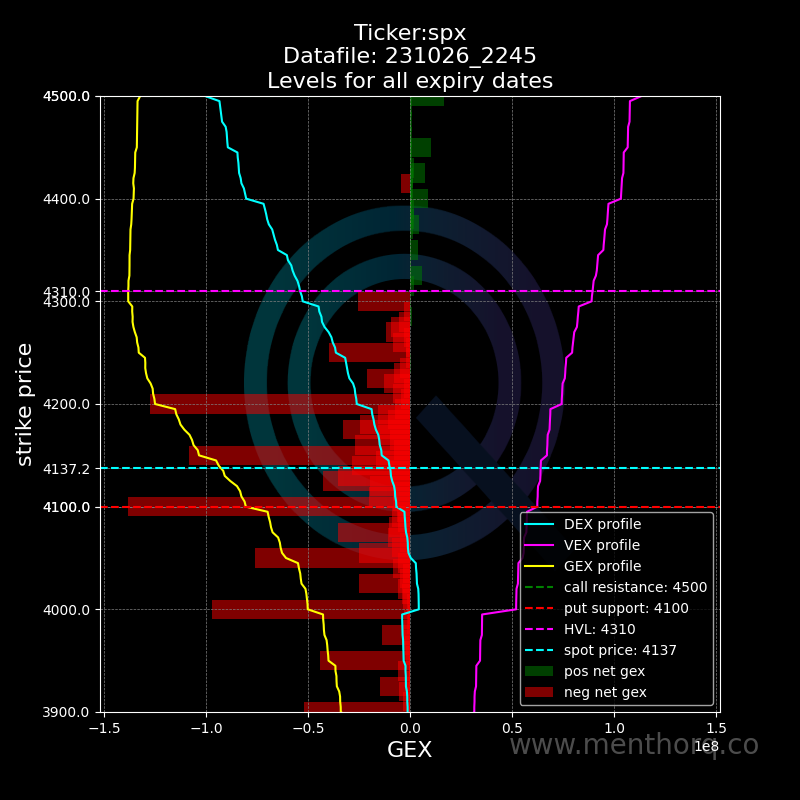 Ticker:spx
Datafile: 231026_2245
Levels for all expiry dates
4500.0
4400.0
4310.0
4300.0
4200.0
4137.2
4100.0
4000.0
3900.0
strike price
−1.5
−1.0
−0.5
0.0
0.5
1.0
1.5
1e8
GEX
DEX profile
VEX profile
GEX profile
call resistance: 4500
put support: 4100
HVL: 4310
spot price: 4137
pos net gex
neg net gex
www.menthorq.co